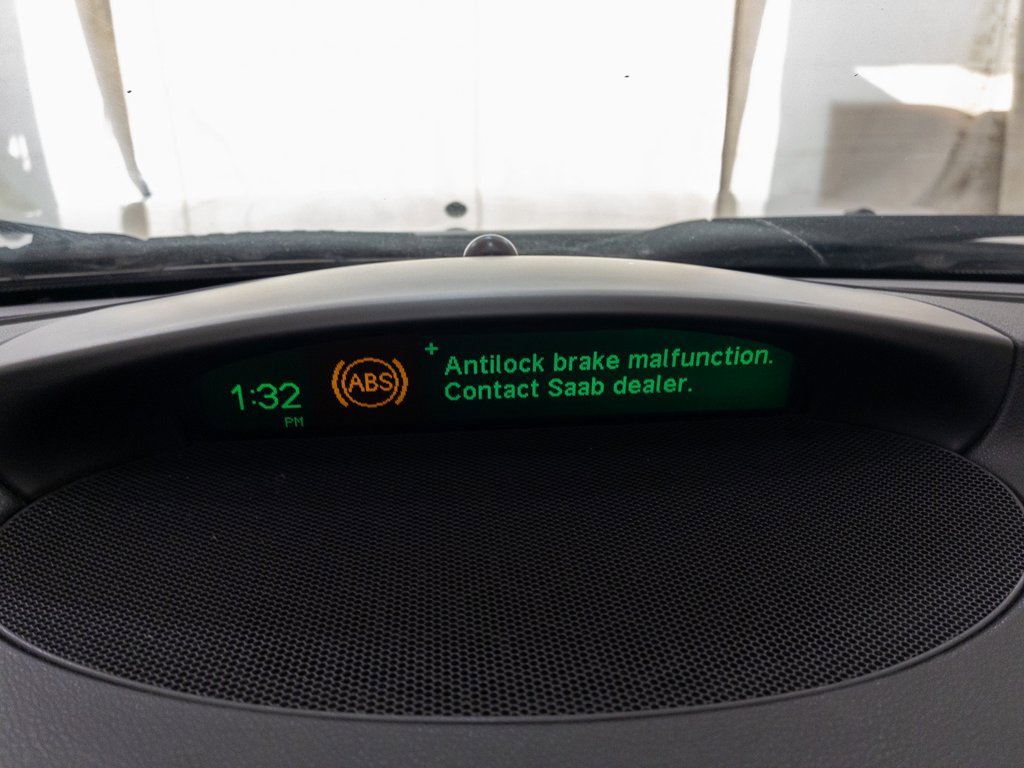 1:32
PM
ABS
+
Antilock brake malfunction.
Contact Saab dealer.